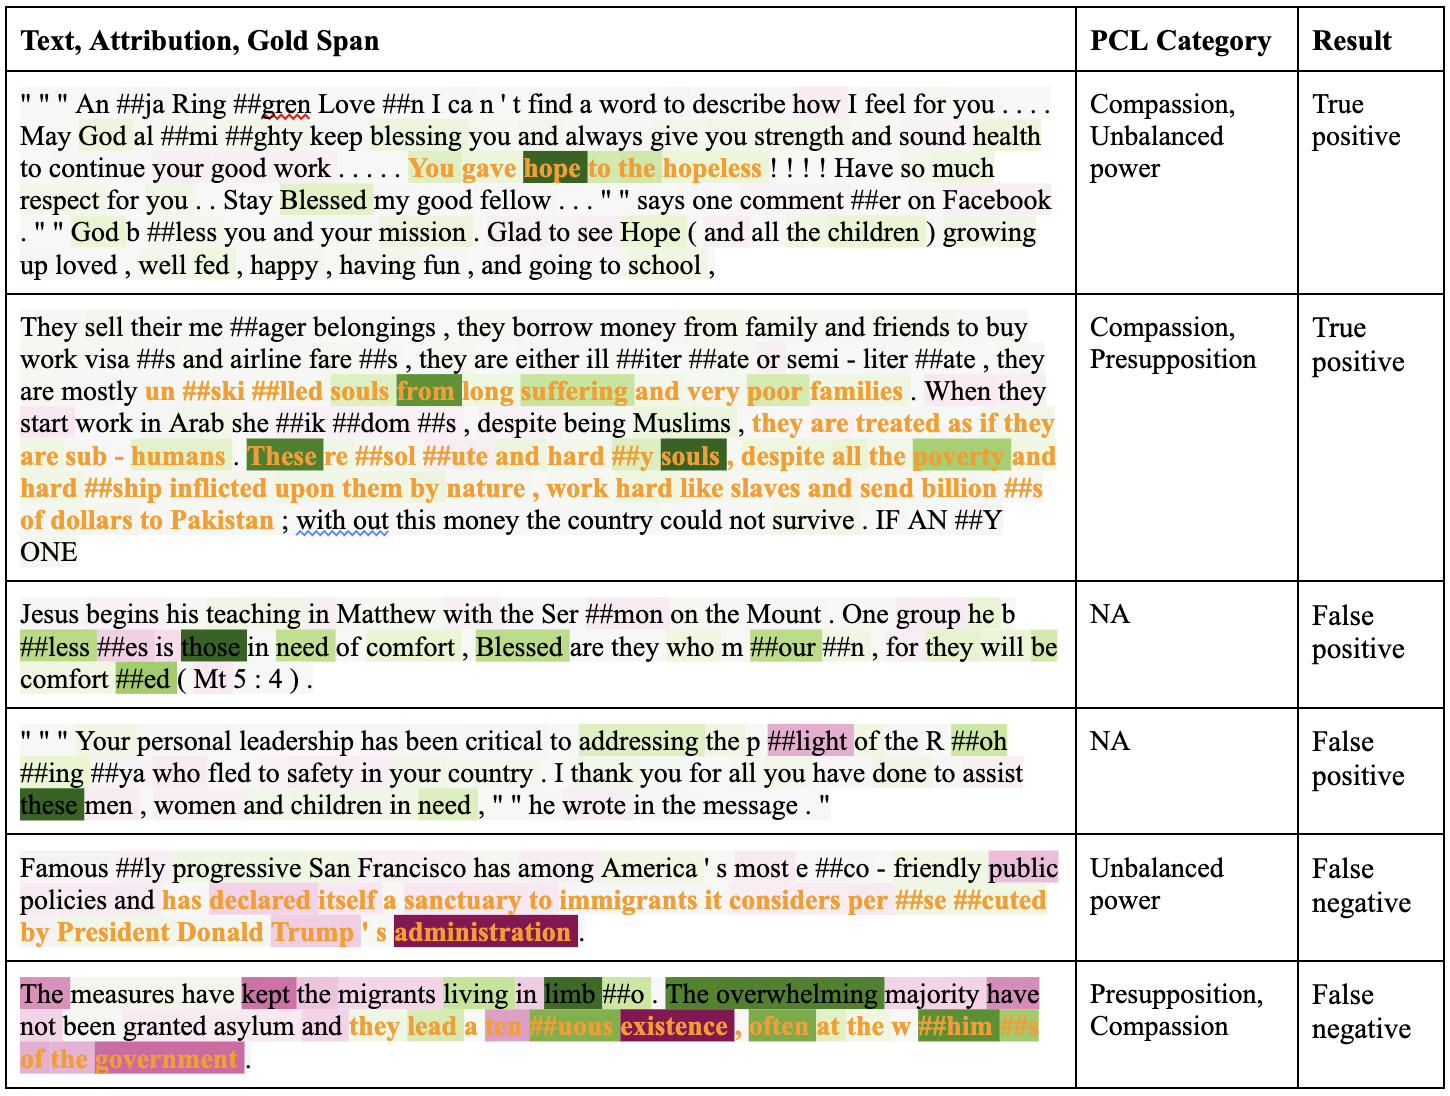 Text, Attribution, Gold Span PCL Category Result
" " " An ##ja Ring ##gren Love ##n I ca n ' t find a word to describe how I feel for you . . . .
May God al ##mi ##ghty keep blessing you and always give you strength and sound health
to continue your good work . . . . . You gave hope to the hopeless ! ! ! ! Have so much
respect for you . . Stay Blessed my good fellow . . . " " says one comment ##er on Facebook
. " " God b ##less you and your mission . Glad to see Hope ( and all the children ) growing
up loved , well fed , happy , having fun , and going to school ,
Compassion,
Unbalanced
power
True
positive
They sell their me ##ager belongings , they borrow money from family and friends to buy
work visa ##s and airline fare ##s , they are either ill ##iter ##ate or semi - liter ##ate , they
are mostly un ##ski ##lled souls from long suffering and very poor families . When they
start work in Arab she ##ik ##dom ##s , despite being Muslims , they are treated as if they
are sub - humans . These re ##sol ##ute and hard ##y souls , despite all the poverty and
hard ##ship inflicted upon them by nature , work hard like slaves and send billion ##s
of dollars to Pakistan ; with out this money the country could not survive . IF AN ##Y
ONE
Compassion,
Presupposition
True
positive
Jesus begins his teaching in Matthew with the Ser ##mon on the Mount . One group he b
##less ##es is those in need of comfort , Blessed are they who m ##our ##n , for they will be
comfort ##ed ( Mt 5 : 4 ) .
NA
False
positive
" " " Your personal leadership has been critical to addressing the p ##light of the R ##oh
##ing ##ya who fled to safety in your country . I thank you for all you have done to assist
these men , women and children in need , " " he wrote in the message . "
NA
False
positive
Famous ##ly progressive San Francisco has among America ' s most e ##co - friendly public
policies and has declared itself a sanctuary to immigrants it considers per ##se ##cuted
by President Donald Trump ' s administration .
Unbalanced
power
False
negative
The measures have kept the migrants living in limb ##o . The overwhelming majority have
not been granted asylum and they lead a ten ##uous existence , often at the w ##him ##s
of the government .
Presupposition,
Compassion
False
negative